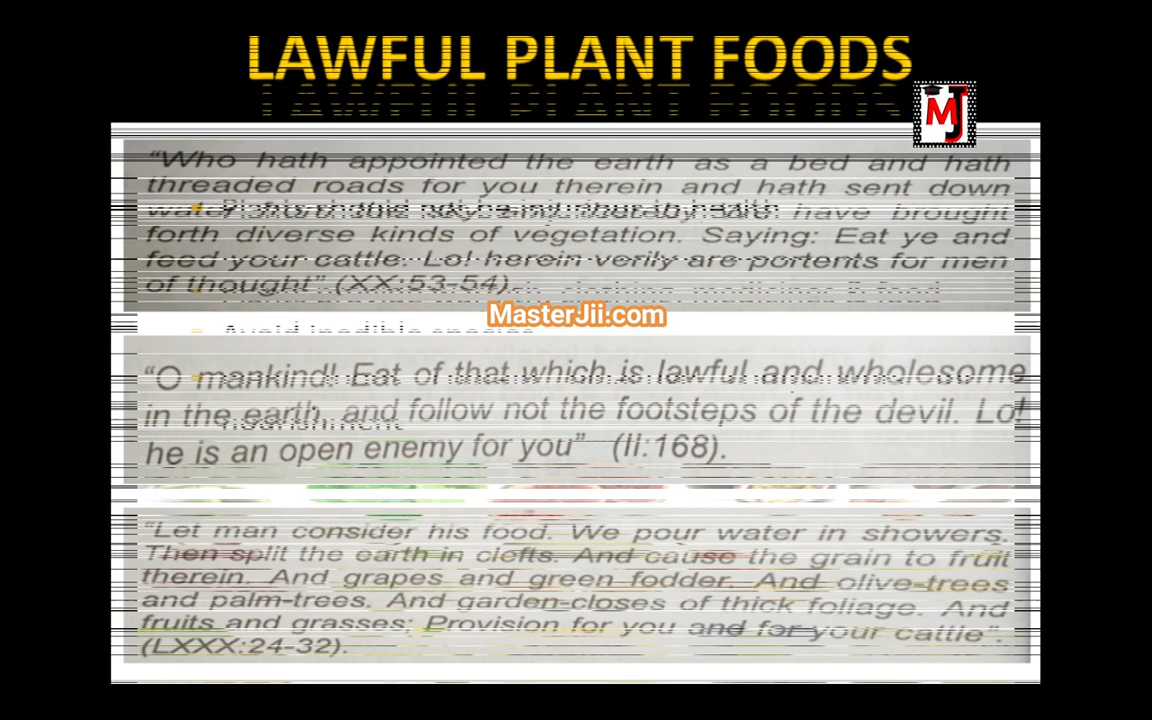 LAWFUL PLANT FOODS
MJ
"Who hath appointed the earth as a bed and hath
threaded roads for you therein and hath sent down
water have brought
forth diverse kinds of vegetation. Saying: Eat ye and
feed your cattle. Lo! herein verily are portents for men
of thought" (XX:53-54).
MasterJii.com
"O mankind! Eat of that which is lawful and wholesome
in the earth, and follow not the footsteps of the devil. Lo!
he is an open enemy for you" (II:168).
"Let man consider his food. We pour water in showers.
Then split the earth in clefts. And cause the grain to fruit
therein. And grapes and green fodder. And olive-trees
and palm-trees. And garden-closes of thick foliage. And
fruits and grasses; Provision for you and for your cattle".
(LXXX:24-32).